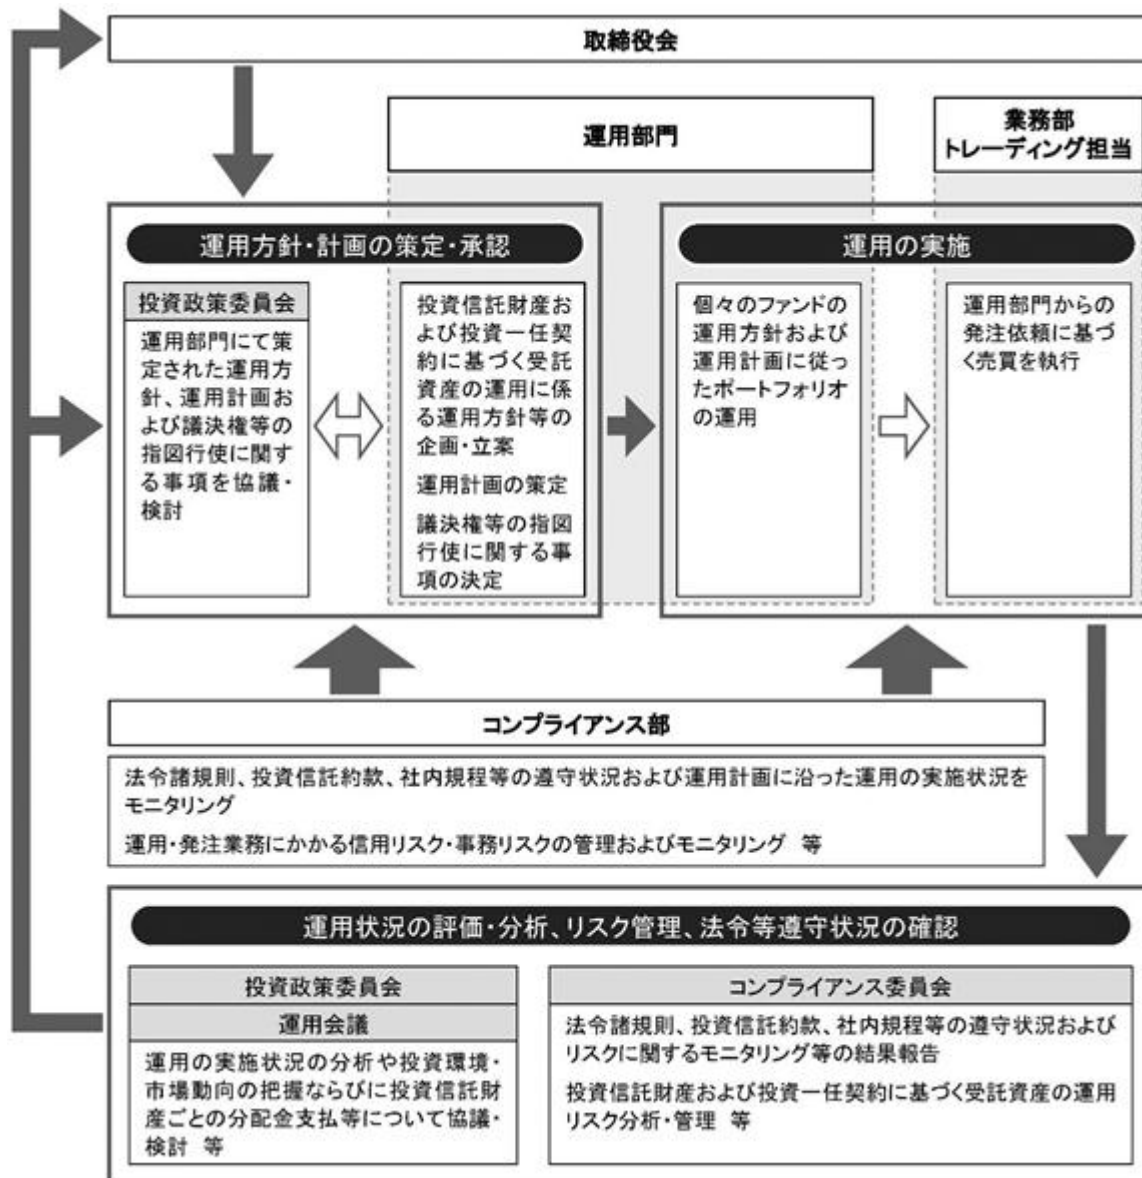 取締役会
運用部門
業務部
トレーディング担当
運用方針・計画の策定・承認
投資政策委員会
運用部門にて策
定された運用方
針、運用計画お
よび議決権等の
指図行使に関す
る事項を協議・
検討
投資信託財産お
よび投資一任契
約に基づく受託
資産の運用に係
る運用方針等の
企画・立案
運用計画の策定
議決権等の指図
行使に関する事
項の決定
運用の実施
個々のファンドの
運用方針および
運用計画に従っ
たポートフォリオ
の運用
運用部門からの
発注依頼に基づ
く売買を執行
コンプライアンス部
法令諸規則、投資信託約款、社内規程等の遵守状況および運用計画に沿った運用の実施状況を
モニタリング
運用・発注業務にかかる信用リスク・事務リスクの管理およびモニタリング 等
運用状況の評価・分析、リスク管理、法令等遵守状況の確認
投資政策委員会
運用会議
運用の実施状況の分析や投資環境・
市場動向の把握ならびに投資信託財
産ごとの分配金支払等について協議・
検討 等
コンプライアンス委員会
法令諸規則、投資信託約款、社内規程等の遵守状況および
リスクに関するモニタリング等の結果報告
投資信託財産および投資一任契約に基づく受託資産の運用
リスク分析・管理 等